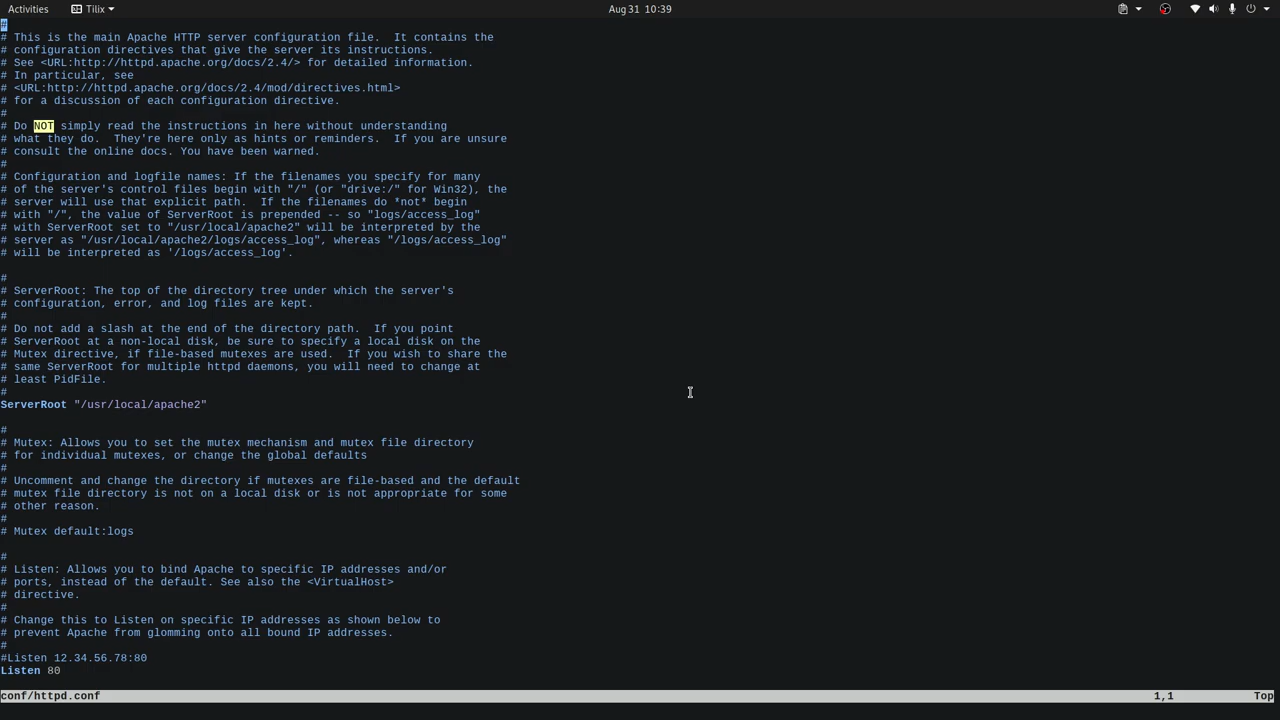 Activities Tilix Aug 31 10:39
#
# This is the main Apache HTTP server configuration file.  It contains the
# configuration directives that give the server its instructions.
# See <URL:http://httpd.apache.org/docs/2.4/> for detailed information.
# In particular, see
# <URL:http://httpd.apache.org/docs/2.4/mod/directives.html>
# for a discussion of each configuration directive.
#
# Do NOT simply read the instructions in here without understanding
# what they do.  They're here only as hints or reminders.  If you are unsure
# consult the online docs. You have been warned.
#
# Configuration and logfile names: If the filenames you specify for many
# of the server's control files begin with "/" (or "drive:/" for Win32), the
# server will use that explicit path.  If the filenames do *not* begin
# with "/", the value of ServerRoot is prepended -- so "logs/access_log"
# with ServerRoot set to "/usr/local/apache2" will be interpreted by the
# server as "/usr/local/apache2/logs/access_log", whereas "/logs/access_log"
# will be interpreted as '/logs/access_log'.
#
# ServerRoot: The top of the directory tree under which the server's
# configuration, error, and log files are kept.
#
# Do not add a slash at the end of the directory path.  If you point
# ServerRoot at a non-local disk, be sure to specify a local disk on the
# Mutex directive, if file-based mutexes are used.  If you wish to share the
# same ServerRoot for multiple httpd daemons, you will need to change at
# least PidFile.
#
ServerRoot "/usr/local/apache2"
#
# Mutex: Allows you to set the mutex mechanism and mutex file directory
# for individual mutexes, or change the global defaults
#
# Uncomment and change the directory if mutexes are file-based and the default
# mutex file directory is not on a local disk or is not appropriate for some
# other reason.
#
# Mutex default:logs
#
# Listen: Allows you to bind Apache to specific IP addresses and/or
# ports, instead of the default. See also the <VirtualHost>
# directive.
#
# Change this to Listen on specific IP addresses as shown below to
# prevent Apache from glomming onto all bound IP addresses.
#
#Listen 12.34.56.78:80
Listen 80
conf/httpd.conf 1,1 Top